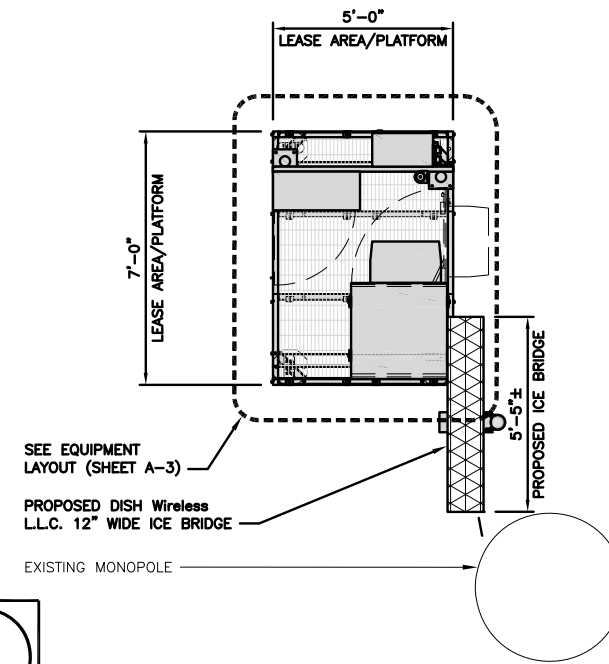 5'-0"
LEASE AREA/PLATFORM
7'-0"
LEASE AREA/PLATFORM
5'-5"±
PROPOSED ICE BRIDGE
SEE EQUIPMENT
LAYOUT (SHEET A-3)
PROPOSED DISH Wireless
L.L.C. 12" WIDE ICE BRIDGE
EXISTING MONOPOLE